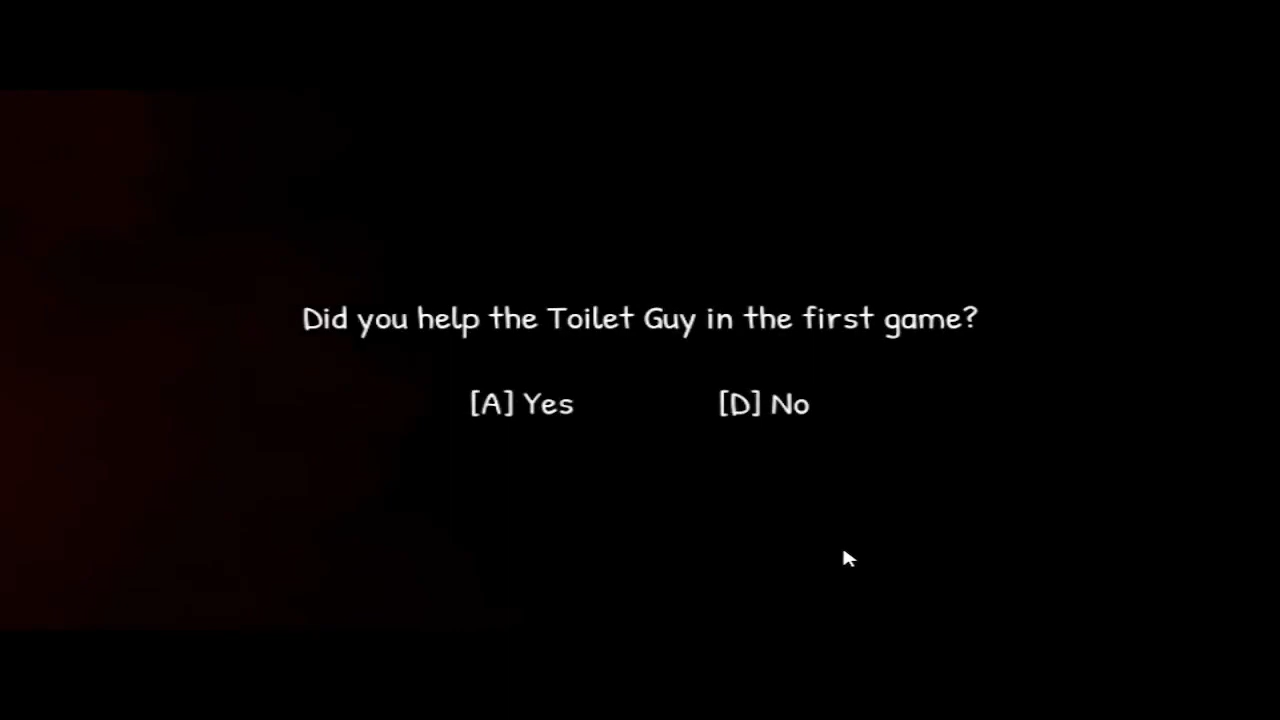 Did you help the Toilet Guy in the first game?
[A] Yes [D] No